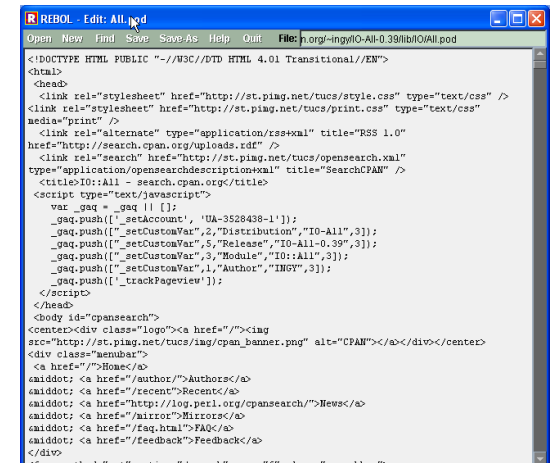 REBOL - Edit: All.pod
Open New Find Save Save-As Help Quit File: n.org/~ingy/IO-All-0.39/lib/IO/All.pod
<!DOCTYPE HTML PUBLIC "-//W3C//DTD HTML 4.01 Transitional//EN">
<html>
<head>
<link rel="stylesheet" href="http://st.pimg.net/tucs/style.css" type="text/css" />
<link rel="stylesheet" href="http://st.pimg.net/tucs/print.css" type="text/css"
media="print" />
<link rel="alternate" type="application/rss+xml" title="RSS 1.0"
href="http://search.cpan.org/uploads.rdf" />
<link rel="search" href="http://st.pimg.net/tucs/opensearch.xml"
type="application/opensearchdescription+xml" title="SearchCPAN" />
<title>IO::All - search.cpan.org</title>
<script type="text/javascript">
var _gaq = _gaq || [];
_gaq.push(['_setAccount', 'UA-3528438-1']);
_gaq.push(["_setCustomVar",2,"Distribution","IO-All",3]);
_gaq.push(["_setCustomVar",5,"Release","IO-All-0.39",3]);
_gaq.push(["_setCustomVar",3,"Module","IO::All",3]);
_gaq.push(["_setCustomVar",1,"Author","INGY",3]);
_gaq.push(['_trackPageview']);
</script>
</head>
<body id="cpansearch">
<center><div class="logo"><a href="/"><img
src="http://st.pimg.net/tucs/img/cpan_banner.png" alt="CPAN"></a></div></center>
<div class="menubar">
<a href="/">Home</a>
&middot; <a href="/author/">Authors</a>
&middot; <a href="/recent">Recent</a>
&middot; <a href="http://log.perl.org/cpansearch/">News</a>
&middot; <a href="/mirror">Mirrors</a>
&middot; <a href="/faq.html">FAQ</a>
&middot; <a href="/feedback">Feedback</a>
</div>